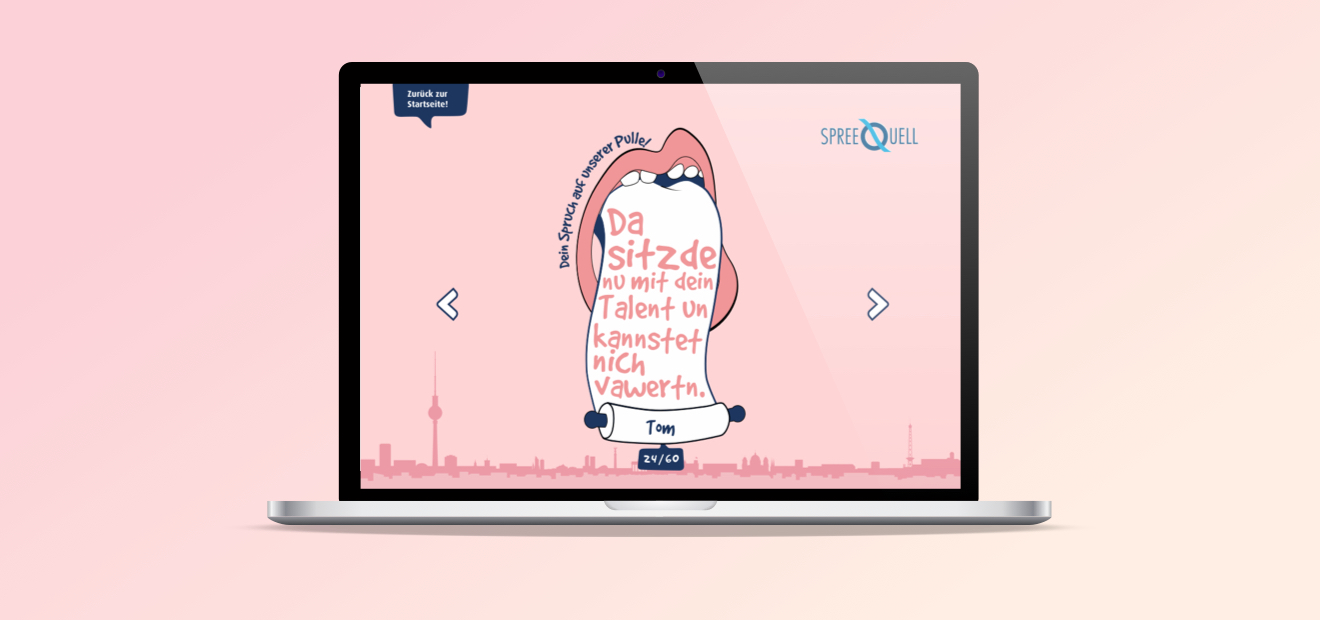 Zurück zur
Startseite!
SPREEQUELL
Dein Spruch auf unserer Pulle!
Da
sitzde
nu mit dein
Talent un
kannstet
nich
vawertn.
Tom
24/60